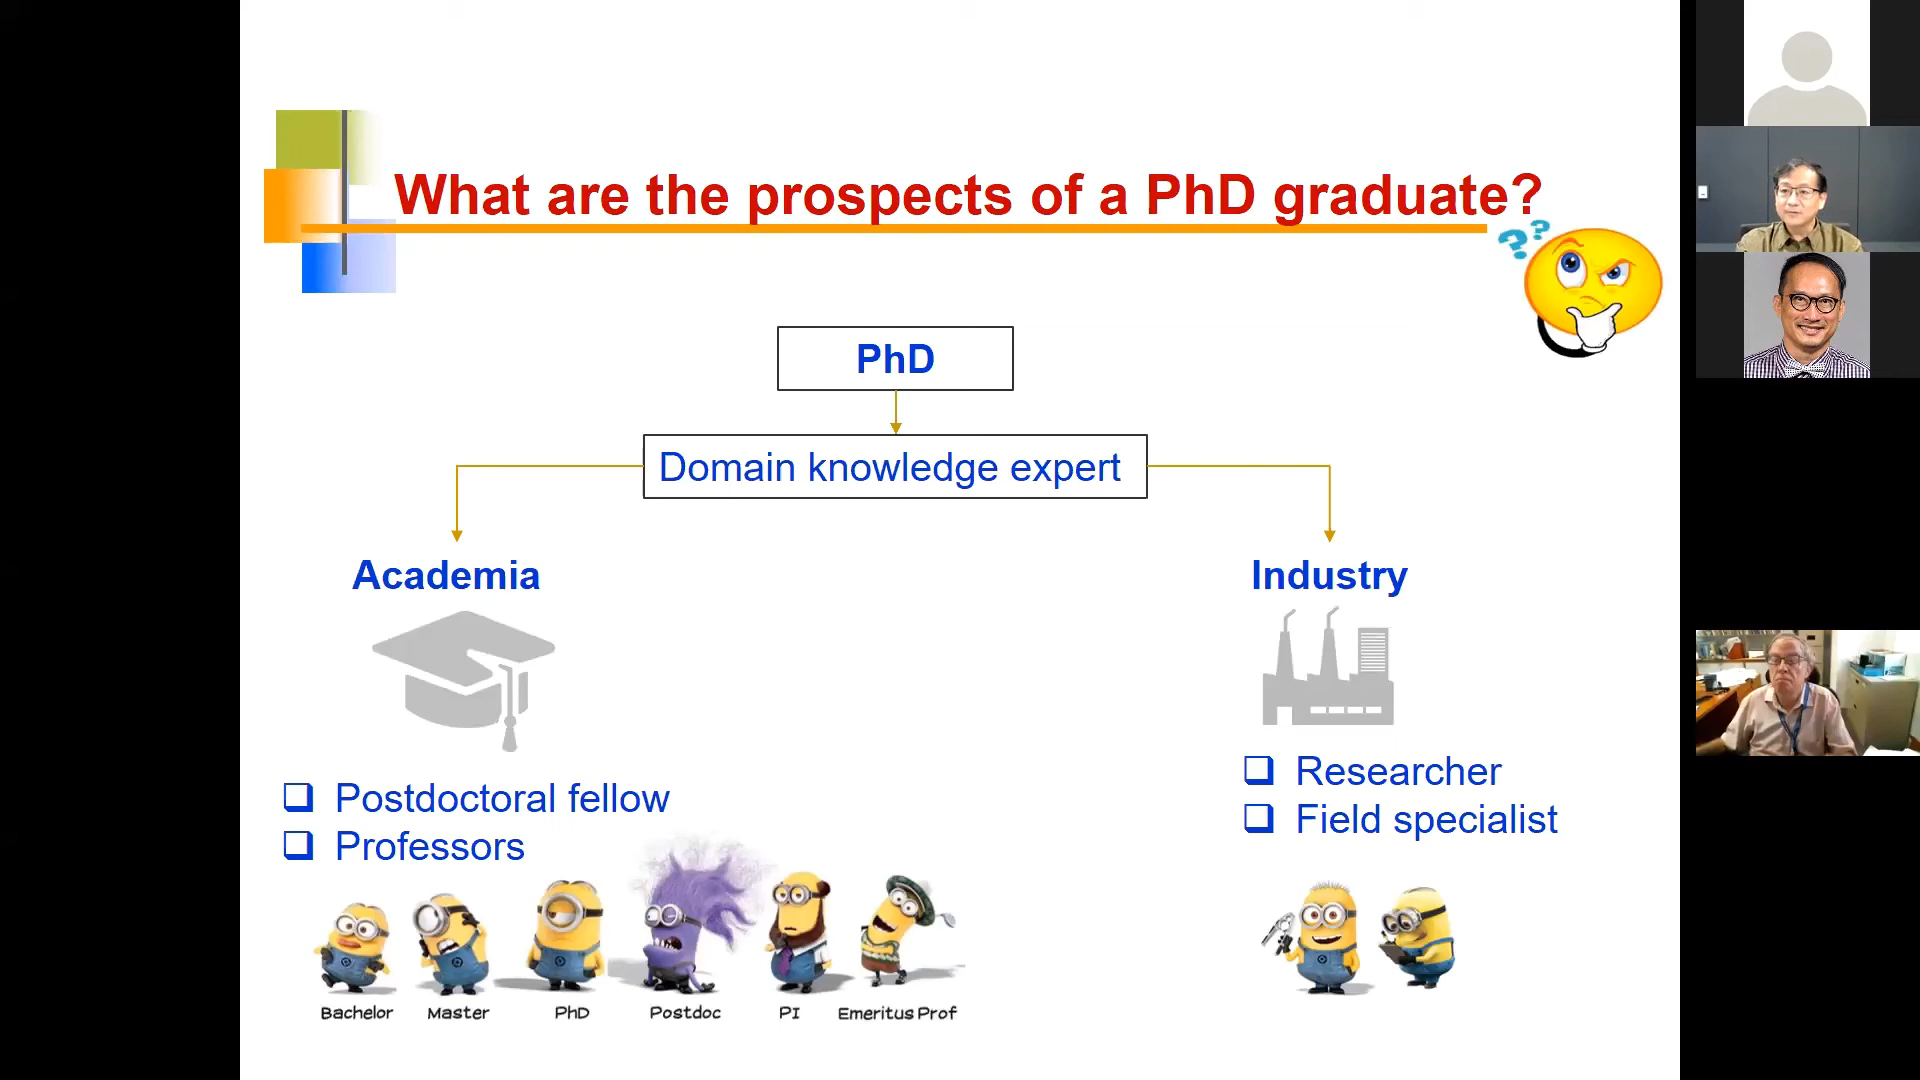 What are the prospects of a PhD graduate?
? ?
PhD
Domain knowledge expert
Academia
Industry
Postdoctoral fellow
Professors
Researcher
Field specialist
Bachelor Master PhD Postdoc PI Emeritus Prof